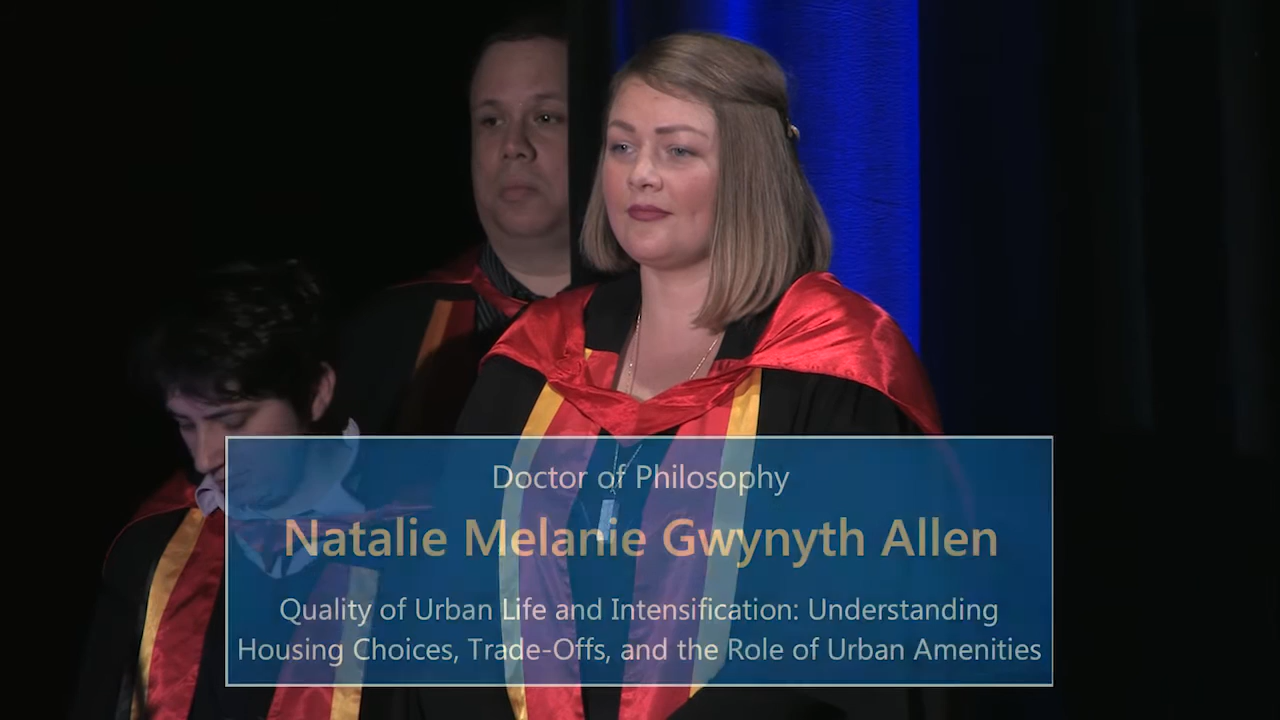 Doctor of Philosophy
Natalie Melanie Gwynyth Allen
Quality of Urban Life and Intensification: Understanding
Housing Choices, Trade-Offs, and the Role of Urban Amenities